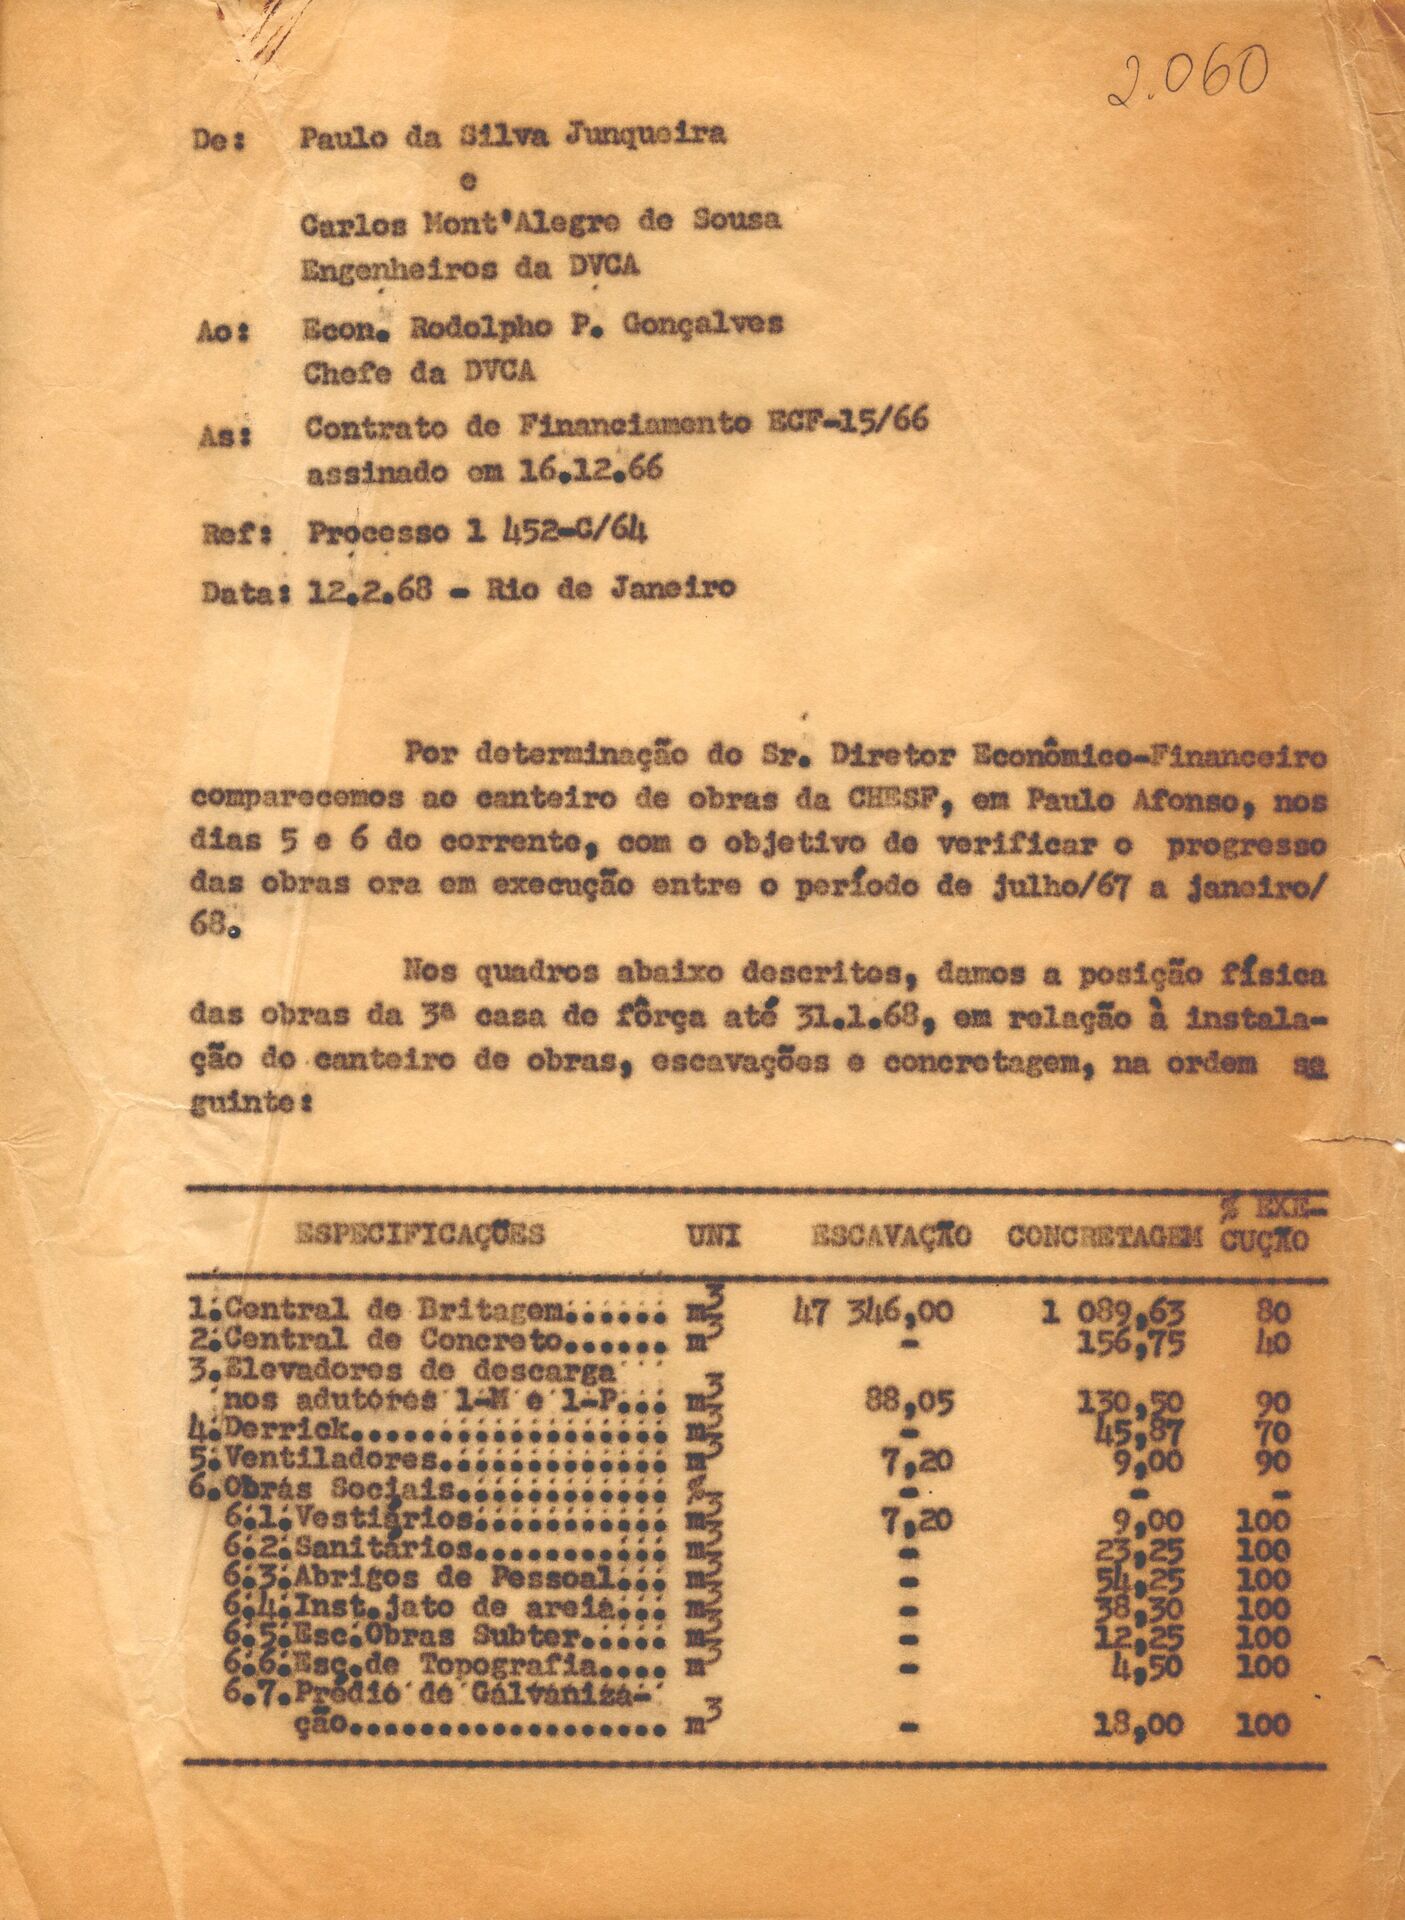 2.060
De: Paulo da Silva Junqueira
e
Carlos Mont'Alegre de Sousa
Engenheiros da DVCA
Ao: Econ. Rodolpho P. Gonçalves
Chefe da DVCA
As: Contrato de Financiamento ECF-15/66
assinado em 16.12.66
Ref: Processo 1 452-C/64
Data: 12.2.68 - Rio de Janeiro
Por determinação do Sr. Diretor Econômico-Financeiro
comparecemos ao canteiro de obras da CHESF, em Paulo Afonso, nos
dias 5 e 6 do corrente, com o objetivo de verificar o progresso
das obras ora em execução entre o período de julho/67 a janeiro/
68.
Nos quadros abaixo descritos, damos a posição física
das obras da 3ª casa de fôrça até 31.1.68, em relação à instala-
ção do canteiro de obras, escavações e concretagem, na ordem se
guinte:
ESPECIFICAÇÕES UNI ESCAVAÇÃO CONCRETAGEM % EXE-
CUÇÃO
1.Central de Britagem...... m³ 47 346,00 1 089,63 80
2.Central de Concreto...... m³ - 156,75 40
3.Elevadores de descarga
nos adutores 1-M e 1-P... m³ 88,05 130,50 90
4.Derrick.................. m³ - 45,87 70
5.Ventiladores............. m³ 7,20 9,00 90
6.Obras Sociais............ % - - -
6.1.Vestiários........... m³ 7,20 9,00 100
6.2.Sanitários........... m³ - 23,25 100
6.3.Abrigos de Pessoal... m³ - 54,25 100
6.4.Inst.jato de areia... m³ - 38,30 100
6.5.Esc.Obras Subter..... m³ - 12,25 100
6.6.Esc.de Topografia.... m³ - 4,50 100
6.7.Prédio de Galvaniza-
ção.................. m³ - 18,00 100